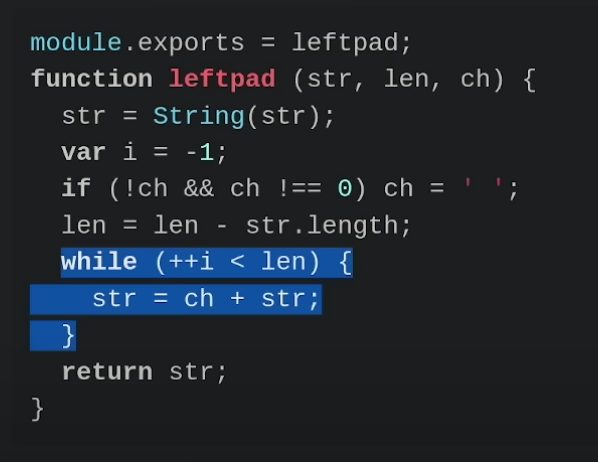 module.exports = leftpad;
function leftpad (str, len, ch) {
  str = String(str);
  var i = -1;
  if (!ch && ch !== 0) ch = ' ';
  len = len - str.length;
  while (++i < len) {
    str = ch + str;
  }
  return str;
}